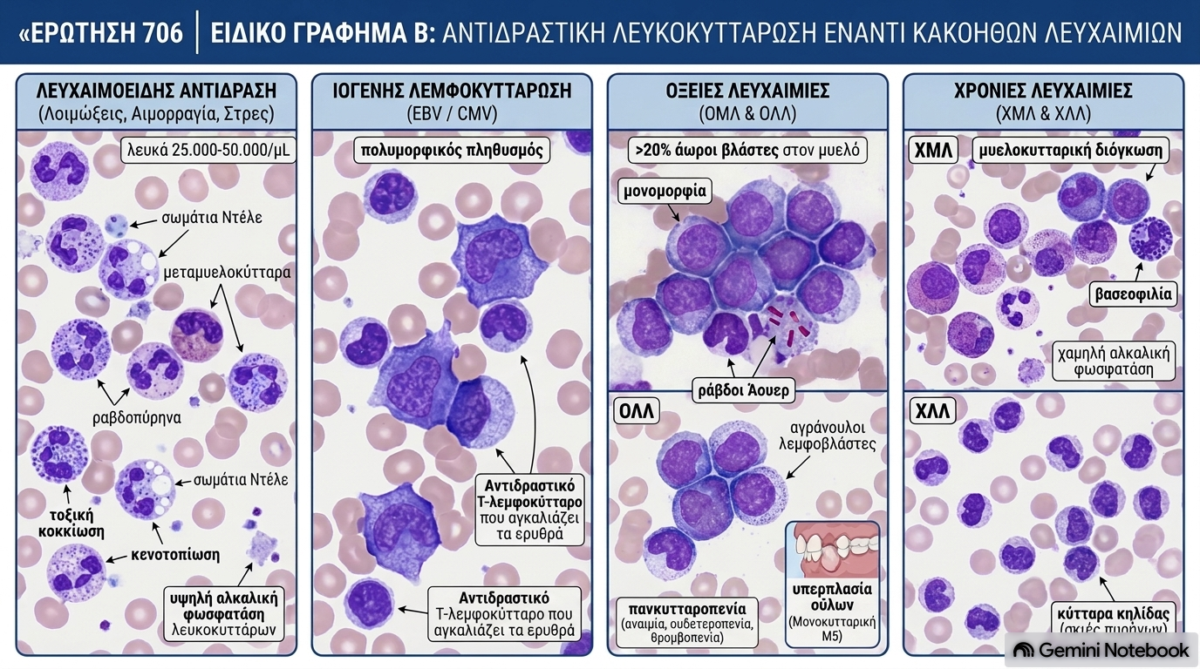 «ΕΡΩΤΗΣΗ 706 | ΕΙΔΙΚΟ ΓΡΑΦΗΜΑ Β: ΑΝΤΙΔΡΑΣΤΙΚΗ ΛΕΥΚΟΚΥΤΤΑΡΩΣΗ ΕΝΑΝΤΙ ΚΑΚΟΗΘΩΝ ΛΕΥΧΑΙΜΙΩΝ
ΛΕΥΧΑΙΜΟΕΙΔΗΣ ΑΝΤΙΔΡΑΣΗ
(Λοιμώξεις, Αιμορραγία, Στρες)
λευκά 25.000-50.000/μL
σωμάτια Ντέλε
μεταμυελοκύτταρα
ραβδοπύρηνα
σωμάτια Ντέλε
τοξική
κοκκίωση
κενοτοπίωση
υψηλή αλκαλική
φωσφατάση
λευκοκυττάρων
ΙΟΓΕΝΗΣ ΛΕΜΦΟΚΥΤΤΑΡΩΣΗ
(EBV / CMV)
πολυμορφικός πληθυσμός
Αντιδραστικό
Τ-λεμφοκύτταρο
που αγκαλιάζει
τα ερυθρά
Αντιδραστικό
Τ-λεμφοκύτταρο που
αγκαλιάζει τα ερυθρά
ΟΞΕΙΕΣ ΛΕΥΧΑΙΜΙΕΣ
(ΟΜΛ & ΟΛΛ)
>20% άωροι βλάστες στον μυελό
μονομορφία
ράβδοι Άουερ
ΟΛΛ
αγράνουλοι
λεμφοβλάστες
πανκυτταροπενία
(αναιμία, ουδετεροπενία,
θρομβοπενία)
υπερπλασία
ούλων
(Μονοκυτταρική
M5)
ΧΡΟΝΙΕΣ ΛΕΥΧΑΙΜΙΕΣ
(ΧΜΛ & ΧΛΛ)
ΧΜΛ
μυελοκυτταρική διόγκωση
βασεοφιλία
χαμηλή αλκαλική
φωσφατάση
ΧΛΛ
κύτταρα κηλίδας
(σκιές πυρήνων)
Gemini Notebook